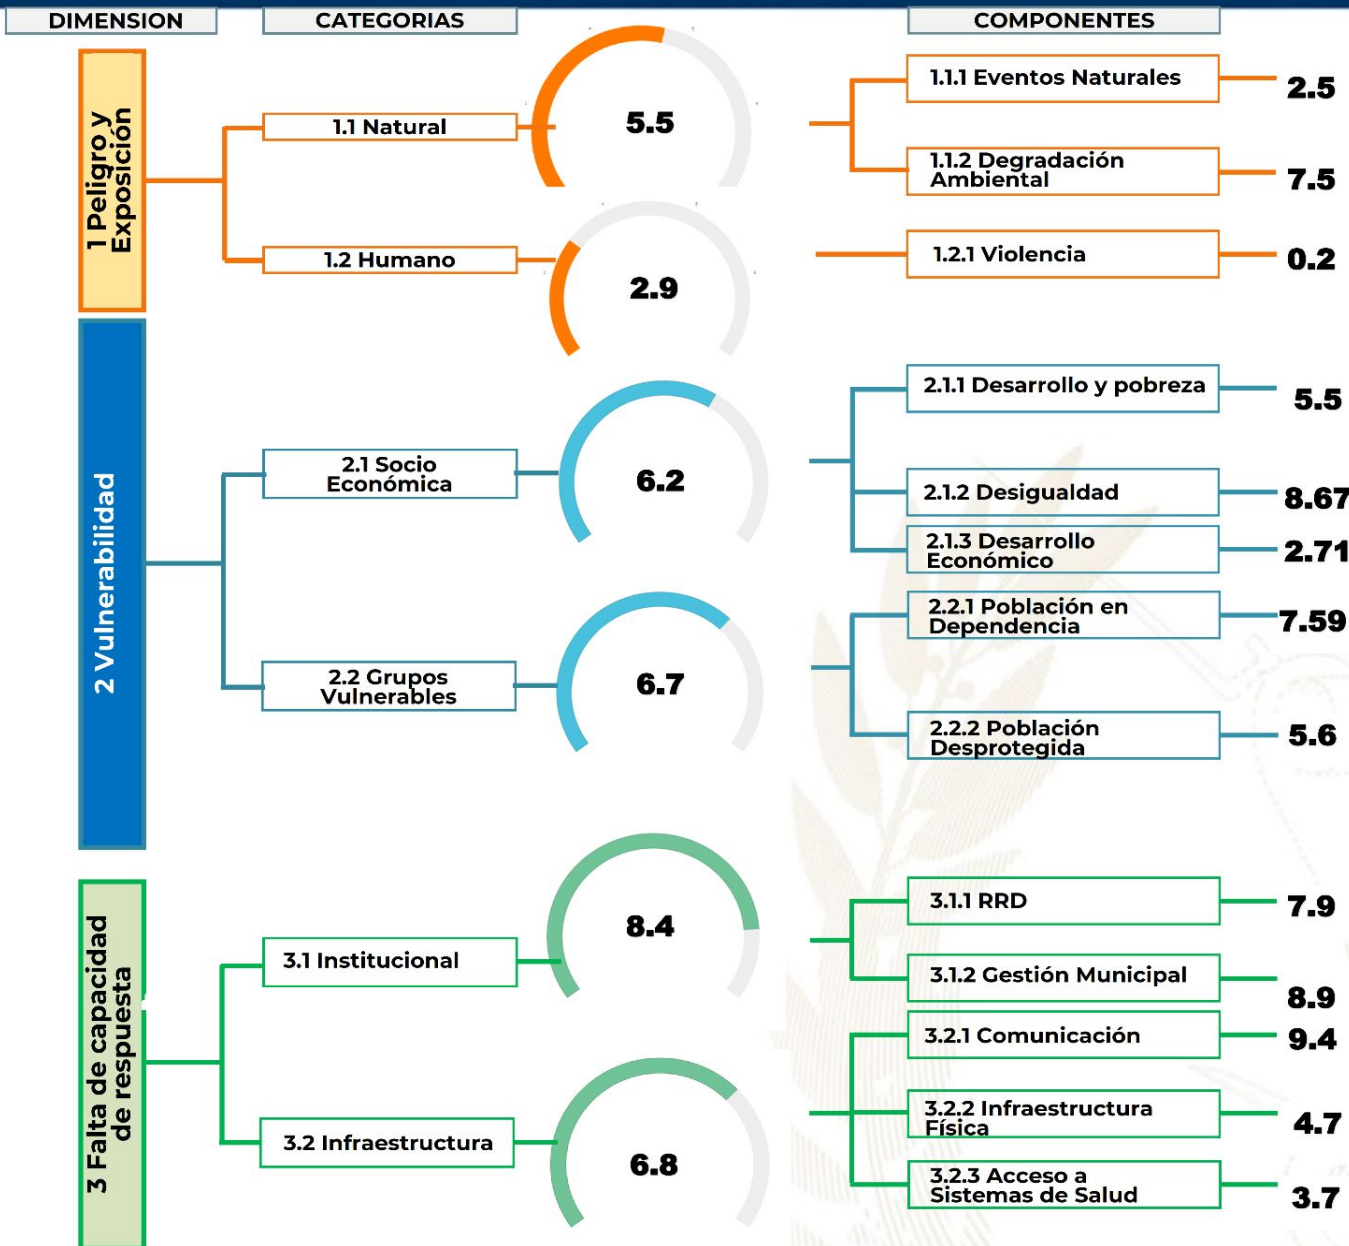 DIMENSION
CATEGORIAS
COMPONENTES
1 Peligro y
Exposición
1.1 Natural
5.5
1.1.1 Eventos Naturales
2.5
1.1.2 Degradación
Ambiental
7.5
1.2 Humano
2.9
1.2.1 Violencia
0.2
2 Vulnerabilidad
2.1 Socio
Económica
6.2
2.1.1 Desarrollo y pobreza
5.5
2.1.2 Desigualdad
8.67
2.1.3 Desarrollo
Económico
2.71
2.2 Grupos
Vulnerables
6.7
2.2.1 Población en
Dependencia
7.59
2.2.2 Población
Desprotegida
5.6
3 Falta de capacidad
de respuesta
3.1 Institucional
8.4
3.1.1 RRD
7.9
3.1.2 Gestión Municipal
8.9
3.2 Infraestructura
6.8
3.2.1 Comunicación
9.4
3.2.2 Infraestructura
Física
4.7
3.2.3 Acceso a
Sistemas de Salud
3.7